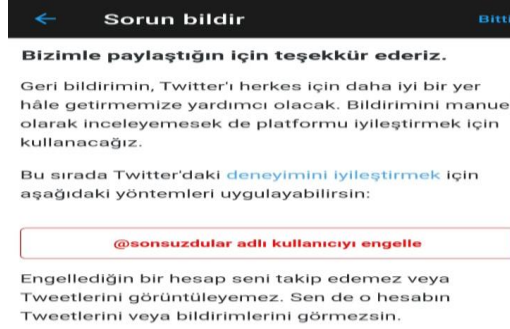 Sorun bildir
Bitti
Bizimle paylaştığın için teşekkür ederiz.
Geri bildirimin, Twitter'ı herkes için daha iyi bir yer
hâle getirmemize yardımcı olacak. Bildirimini manue
olarak inceleyemesek de platformu iyileştirmek için
kullanacağız.
Bu sırada Twitter'daki deneyimini iyileştirmek için
aşağıdaki yöntemleri uygulayabilirsin:
@sonsuzdular adlı kullanıcıyı engelle
Engellediğin bir hesap seni takip edemez veya
Tweetlerini görüntüleyemez. Sen de o hesabın
Tweetlerini veya bildirimlerini görmezsin.